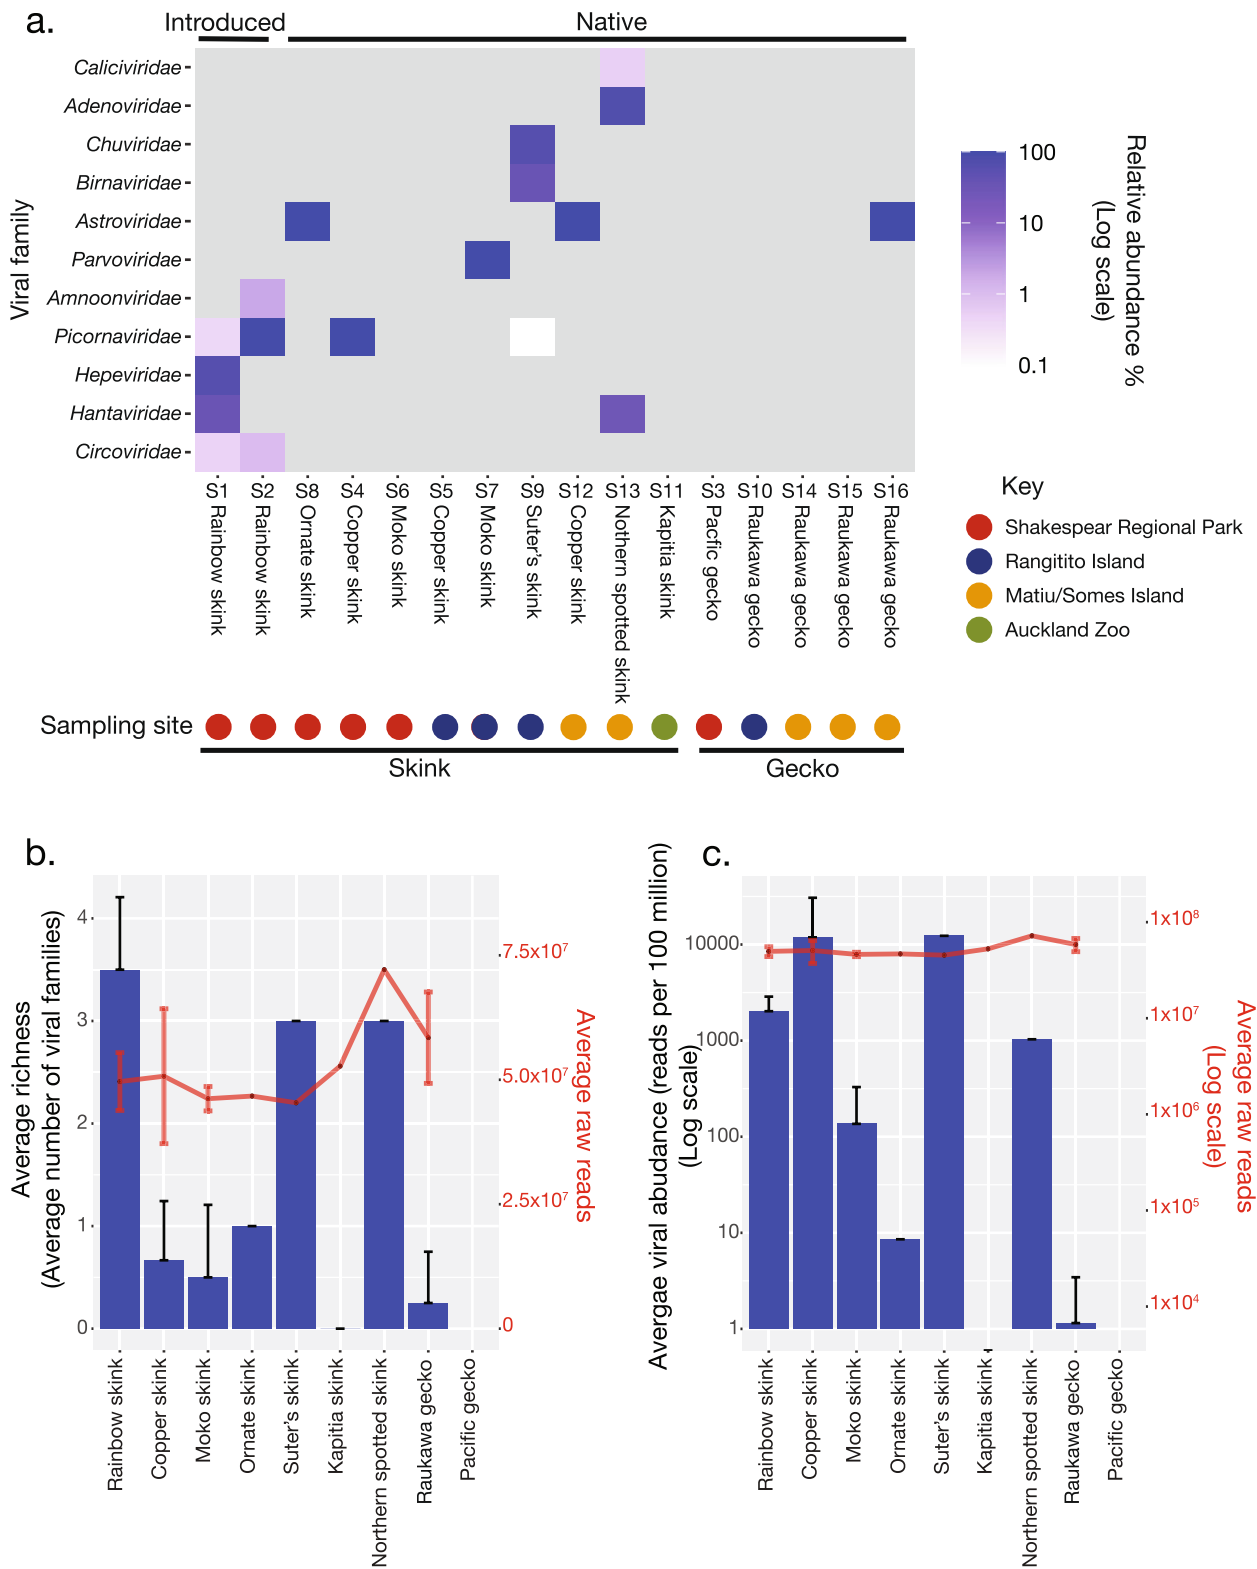 a.
Introduced
Native
Viral family
Caliciviridae
Adenoviridae
Chuviridae
Birnaviridae
Astroviridae
Parvoviridae
Amnoonviridae
Picornaviridae
Hepeviridae
Hantaviridae
Circoviridae
100
10
1
0.1
Relative abundance %
(Log scale)
S1 Rainbow skink
S2 Rainbow skink
S8 Ornate skink
S4 Copper skink
S6 Moko skink
S5 Copper skink
S7 Moko skink
S9 Suter's skink
S12 Copper skink
S13 Nothern spotted skink
S11 Kapitia skink
S3 Pacfic gecko
S10 Raukawa gecko
S14 Raukawa gecko
S15 Raukawa gecko
S16 Raukawa gecko
Key
Shakespear Regional Park
Rangitito Island
Matiu/Somes Island
Auckland Zoo
Sampling site
Skink
Gecko
b.
Average richness
(Average number of viral families)
4
3
2
1
0
7.5x10⁷
5.0x10⁷
2.5x10⁷
0
Average raw reads
Rainbow skink
Copper skink
Moko skink
Ornate skink
Suter's skink
Kapitia skink
Northern spotted skink
Raukawa gecko
Pacific gecko
c.
Avergae viral abudance (reads per 100 million)
(Log scale)
10000
1000
100
10
1
1x10⁸
1x10⁷
1x10⁶
1x10⁵
1x10⁴
Average raw reads
(Log scale)
Rainbow skink
Copper skink
Moko skink
Ornate skink
Suter's skink
Kapitia skink
Northern spotted skink
Raukawa gecko
Pacific gecko